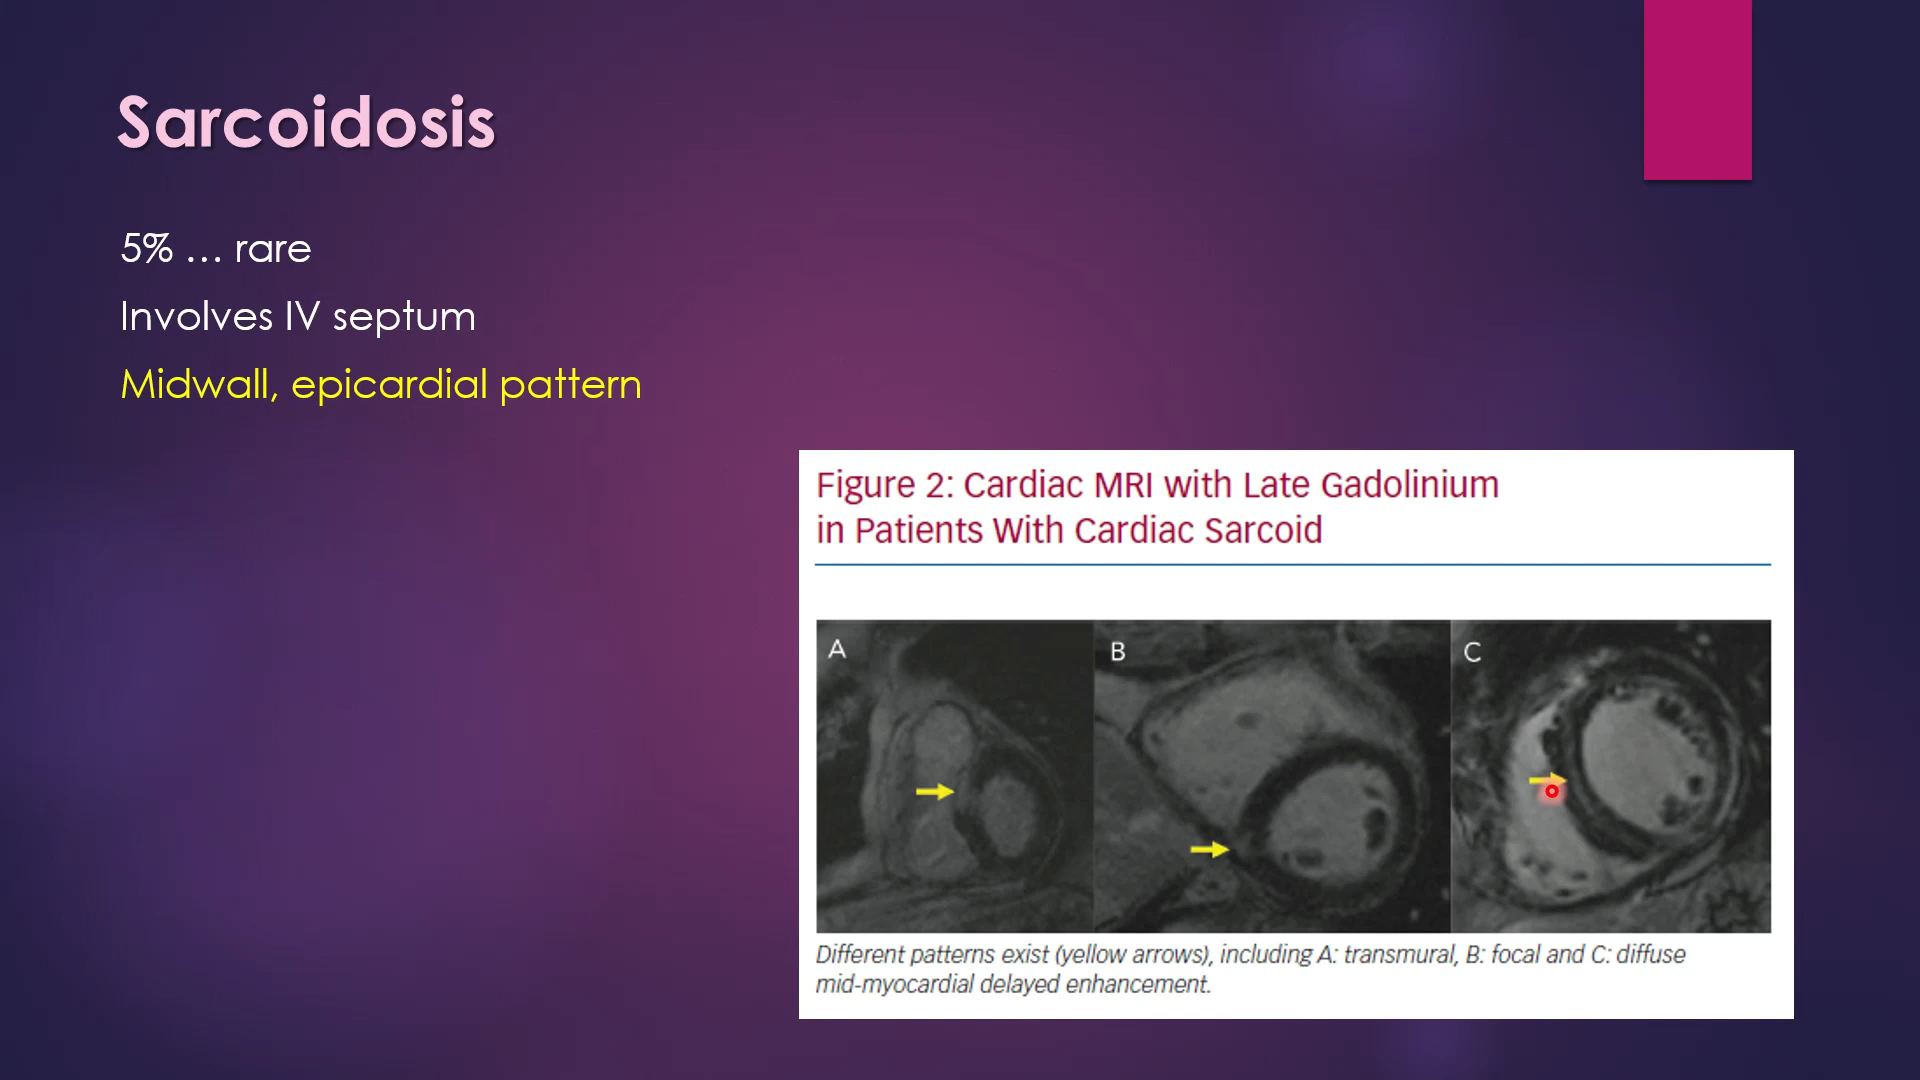 Sarcoidosis
5% … rare
Involves IV septum
Midwall, epicardial pattern
Figure 2: Cardiac MRI with Late Gadolinium
in Patients With Cardiac Sarcoid
A
B
C
Different patterns exist (yellow arrows), including A: transmural, B: focal and C: diffuse
mid-myocardial delayed enhancement.